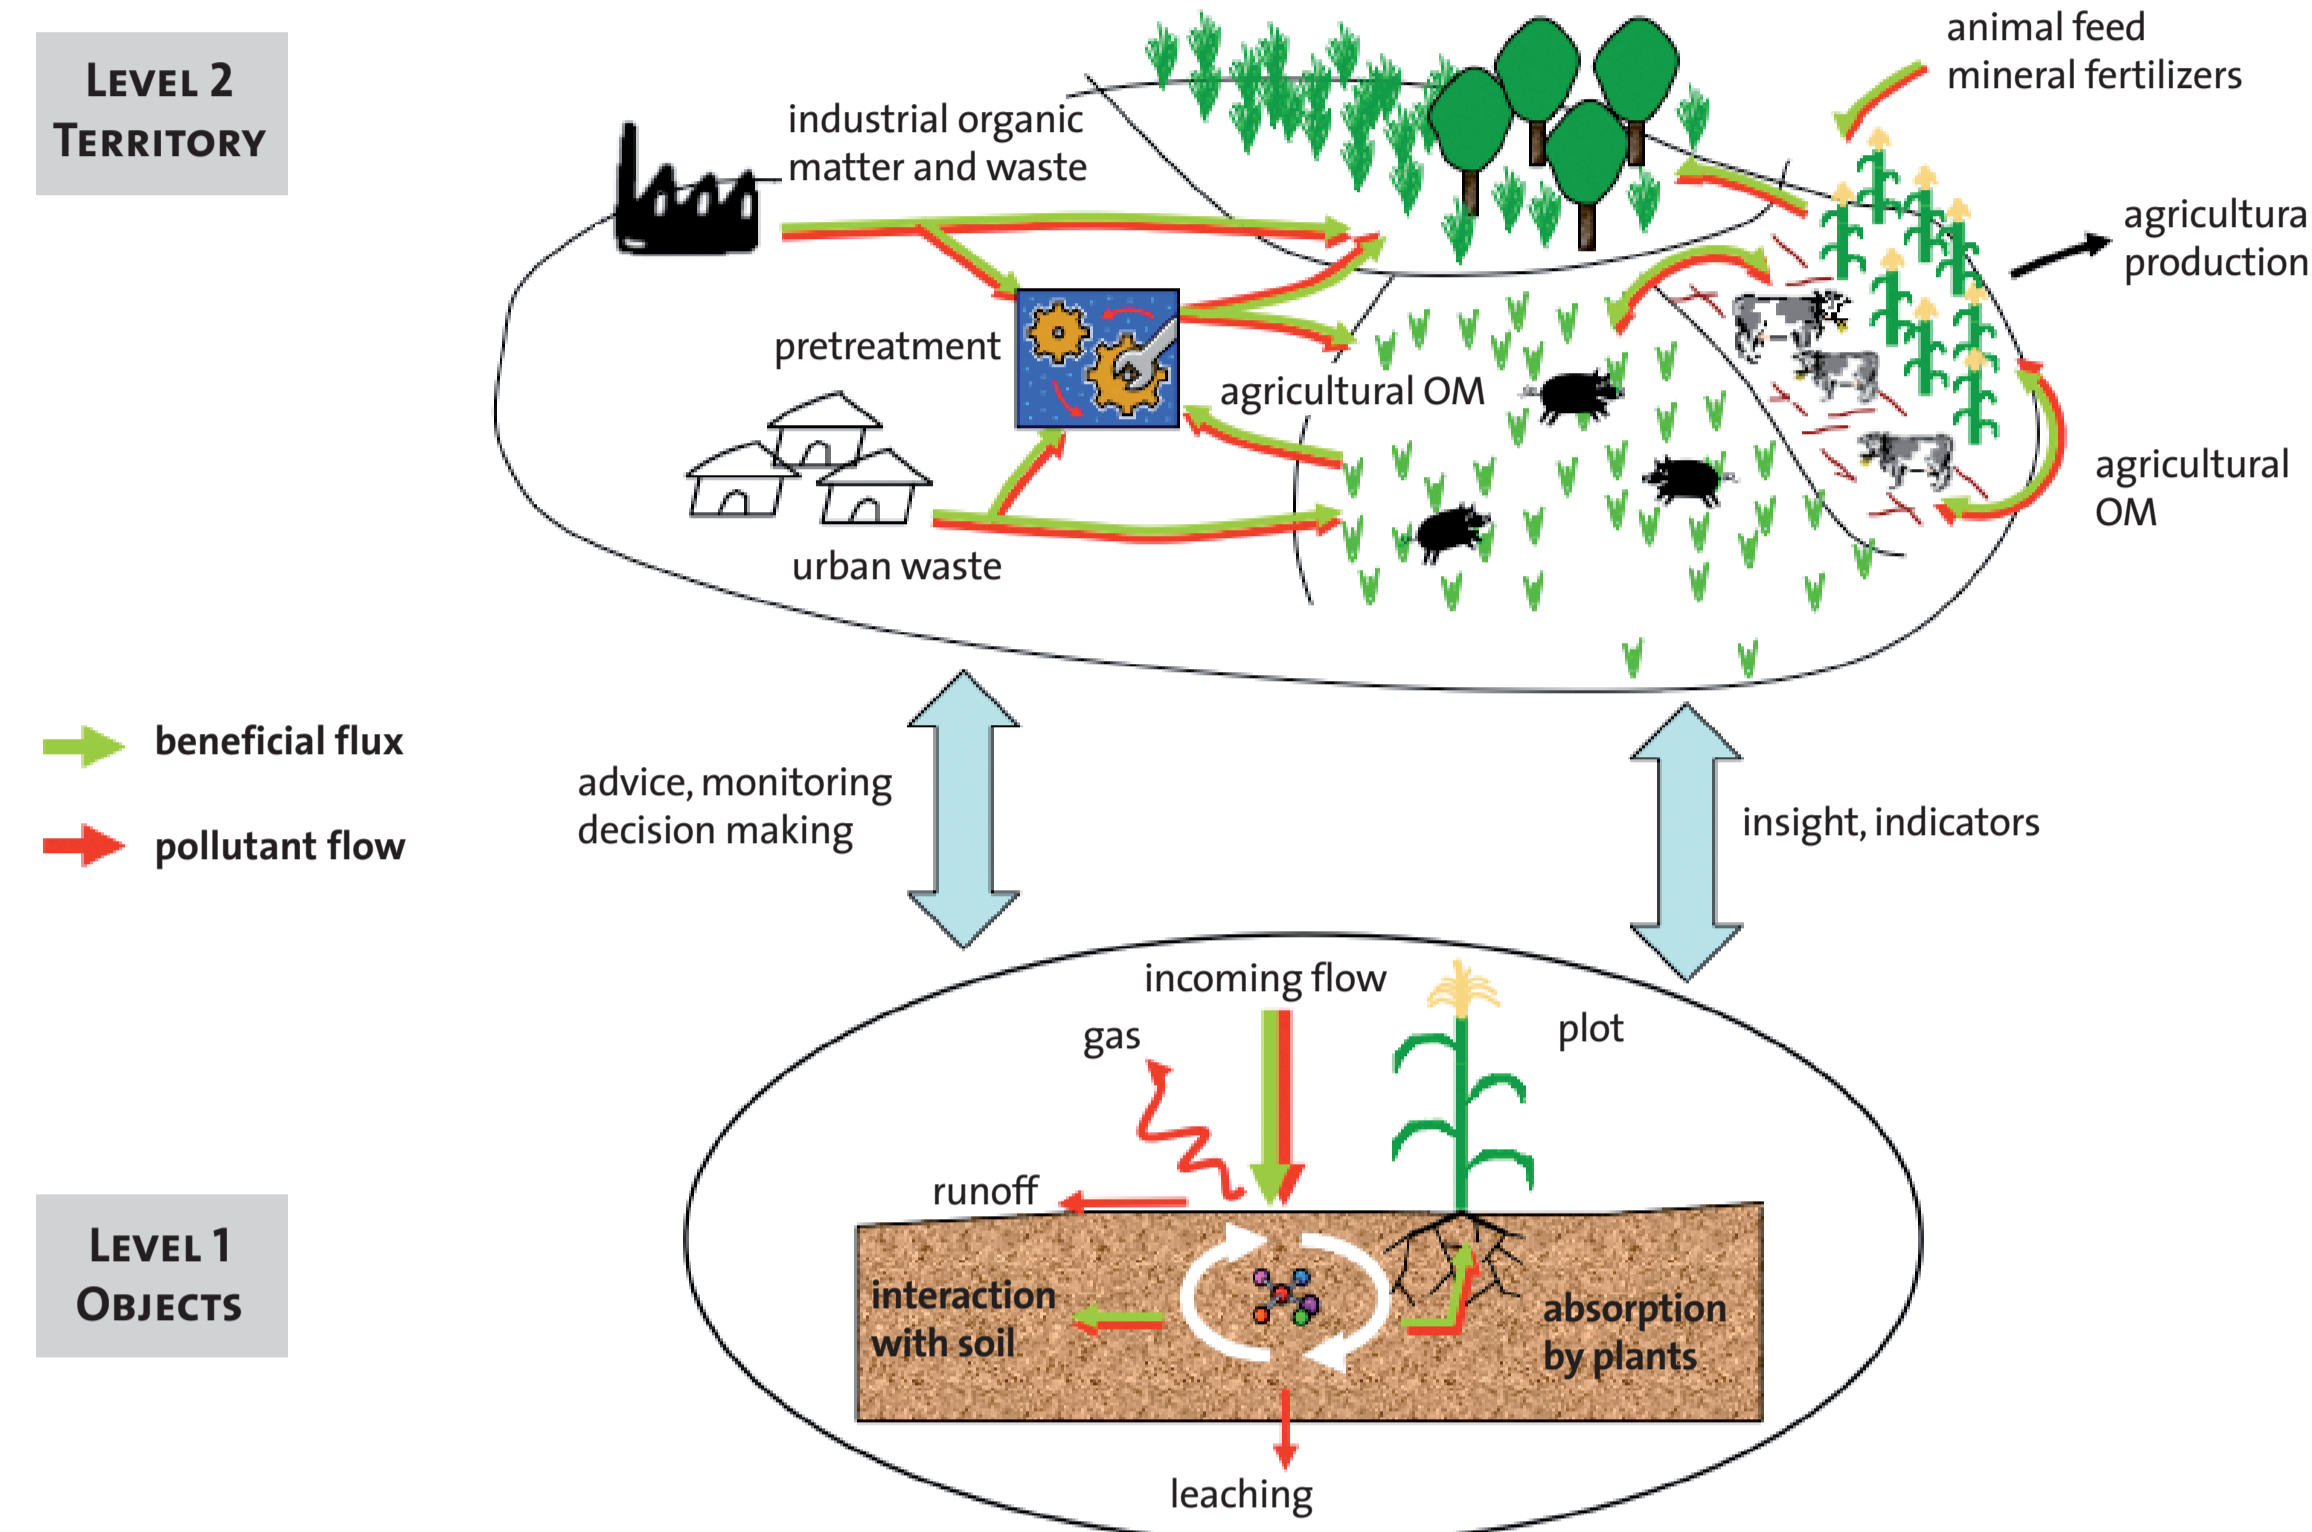 LEVEL 2
TERRITORY
animal feed
mineral fertilizers
industrial organic
matter and waste
agricultura
production
pretreatment
agricultural OM
agricultural
OM
urban waste
beneficial flux
pollutant flow
advice, monitoring
decision making
insight, indicators
incoming flow
gas
plot
runoff
LEVEL 1
OBJECTS
interaction
with soil
absorption
by plants
leaching